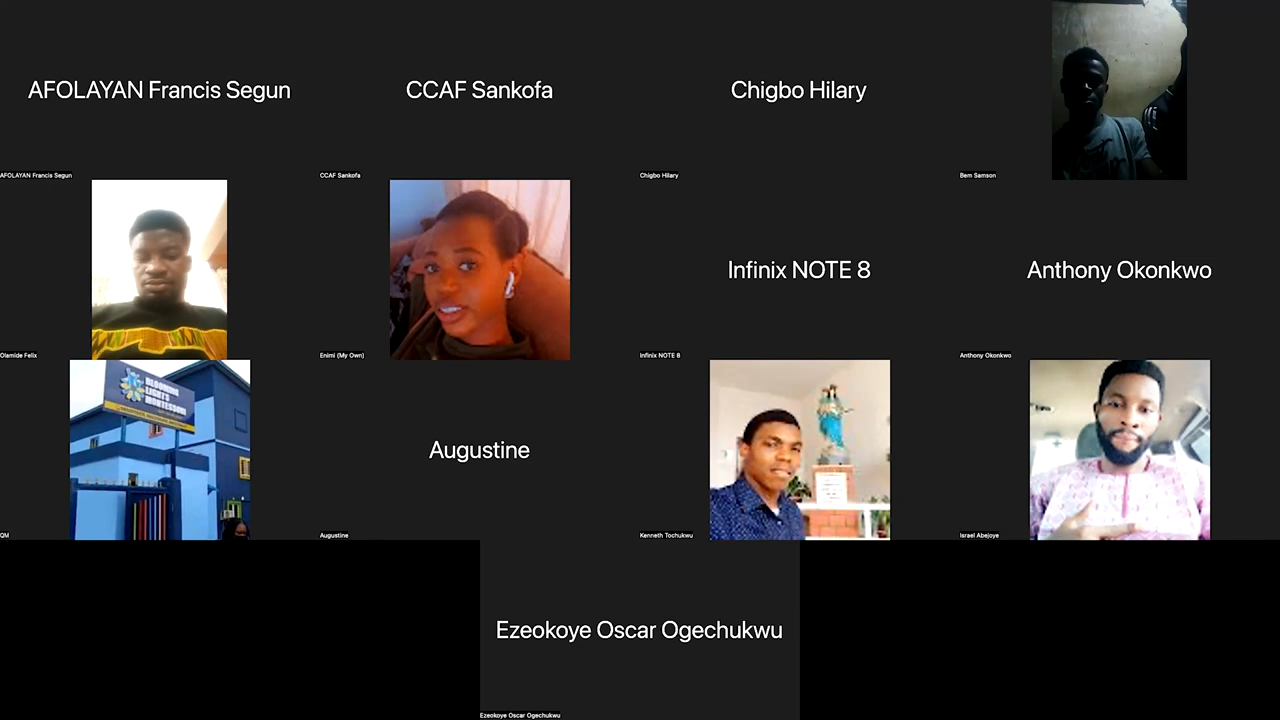 AFOLAYAN Francis Segun
CCAF Sankofa
Chigbo Hilary
AFOLAYAN Francis Segun
CCAF Sankofa
Chigbo Hilary
Bem Samson
Infinix NOTE 8
Anthony Okonkwo
Olamide Felix
Enimi (My Own)
Infinix NOTE 8
Anthony Okonkwo
BLOOMING
LIGHTS
MONTESSORI
Augustine
QM
Augustine
Kenneth Tochukwu
Israel Abejoye
Ezeokoye Oscar Ogechukwu
Ezeokoye Oscar Ogechukwu